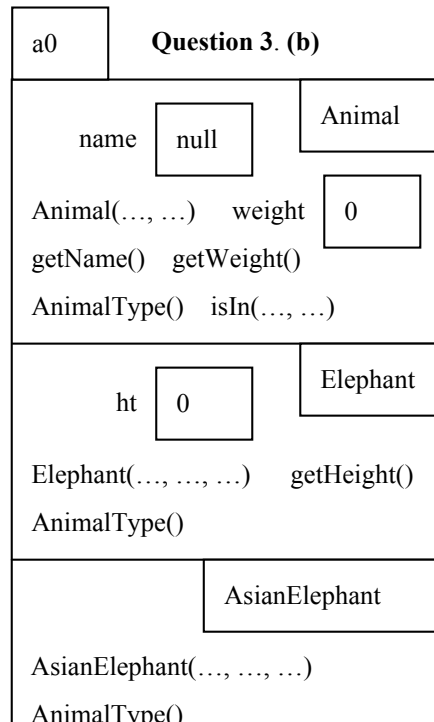 a0 Question 3. (b)
Animal
name null
Animal(…, …) weight 0
getName() getWeight()
AnimalType() isIn(…, …)
Elephant
ht 0
Elephant(…, …, …) getHeight()
AnimalType()
AsianElephant
AsianElephant(…, …, …)
AnimalType()